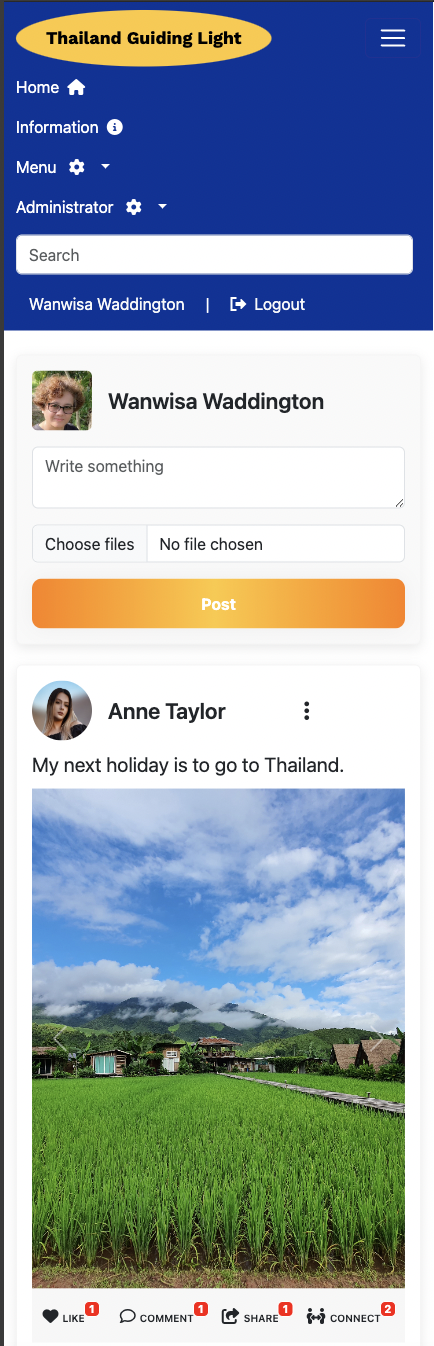 Thailand Guiding Light
Home
Information
Menu
Administrator
Search
Wanwisa Waddington | Logout
Wanwisa Waddington
Write something
Choose files No file chosen
Post
Anne Taylor
My next holiday is to go to Thailand.
LIKE 1 COMMENT 1 SHARE 1 CONNECT 2